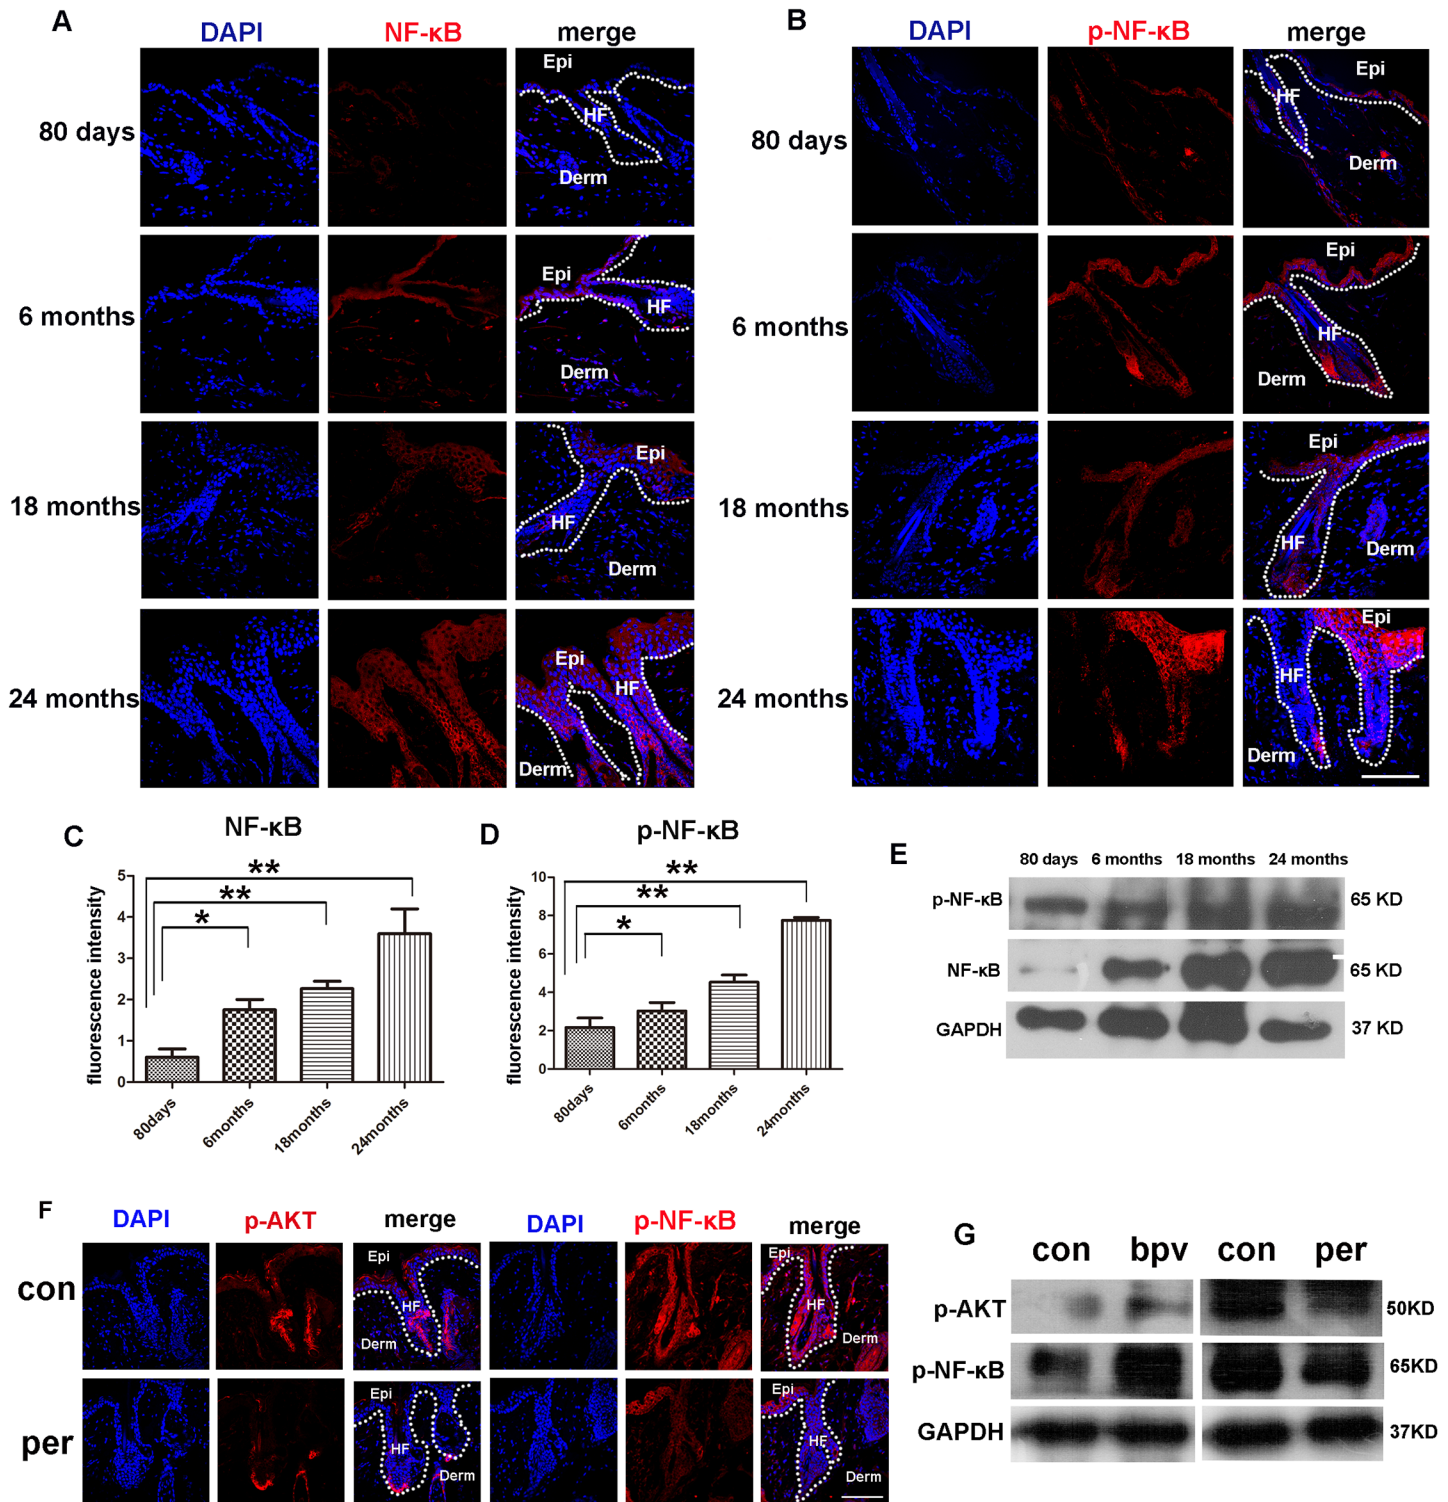 A
DAPI NF-κB merge
80 days
Epi
HF
Derm
6 months
Epi
HF
Derm
18 months
Epi
HF
Derm
24 months
Epi
HF
Derm
B
DAPI p-NF-κB merge
80 days
Epi
HF
Derm
6 months
Epi
HF
Derm
18 months
Epi
HF
Derm
24 months
Epi
HF
Derm
C
NF-κB
fluorescence intensity
5
4
3
2
1
0
**
**
*
80days 6months 18months 24months
D
p-NF-κB
fluorescence intensity
10
8
6
4
2
0
**
**
*
80days 6months 18months 24months
E
80 days 6 months 18 months 24 months
p-NF-κB 65 KD
NF-κB 65 KD
GAPDH 37 KD
F
DAPI p-AKT merge DAPI p-NF-κB merge
con
Epi
HF
Derm
Epi
HF
Derm
per
Epi
HF
Derm
Epi
HF
Derm
G
con bpv con per
p-AKT 50KD
p-NF-κB 65KD
GAPDH 37KD